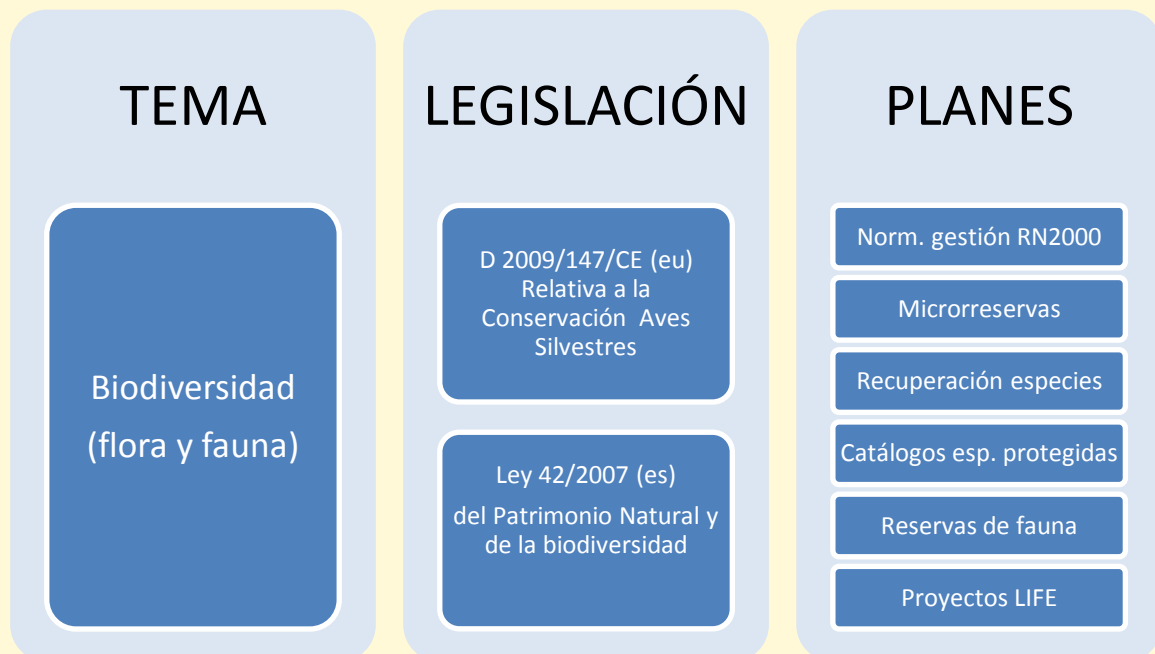 TEMA
Biodiversidad
(flora y fauna)
LEGISLACIÓN
D 2009/147/CE (eu)
Relativa a la
Conservación Aves
Silvestres
Ley 42/2007 (es)
del Patrimonio Natural y
de la biodiversidad
PLANES
Norm. gestión RN2000
Microrreservas
Recuperación especies
Catálogos esp. protegidas
Reservas de fauna
Proyectos LIFE